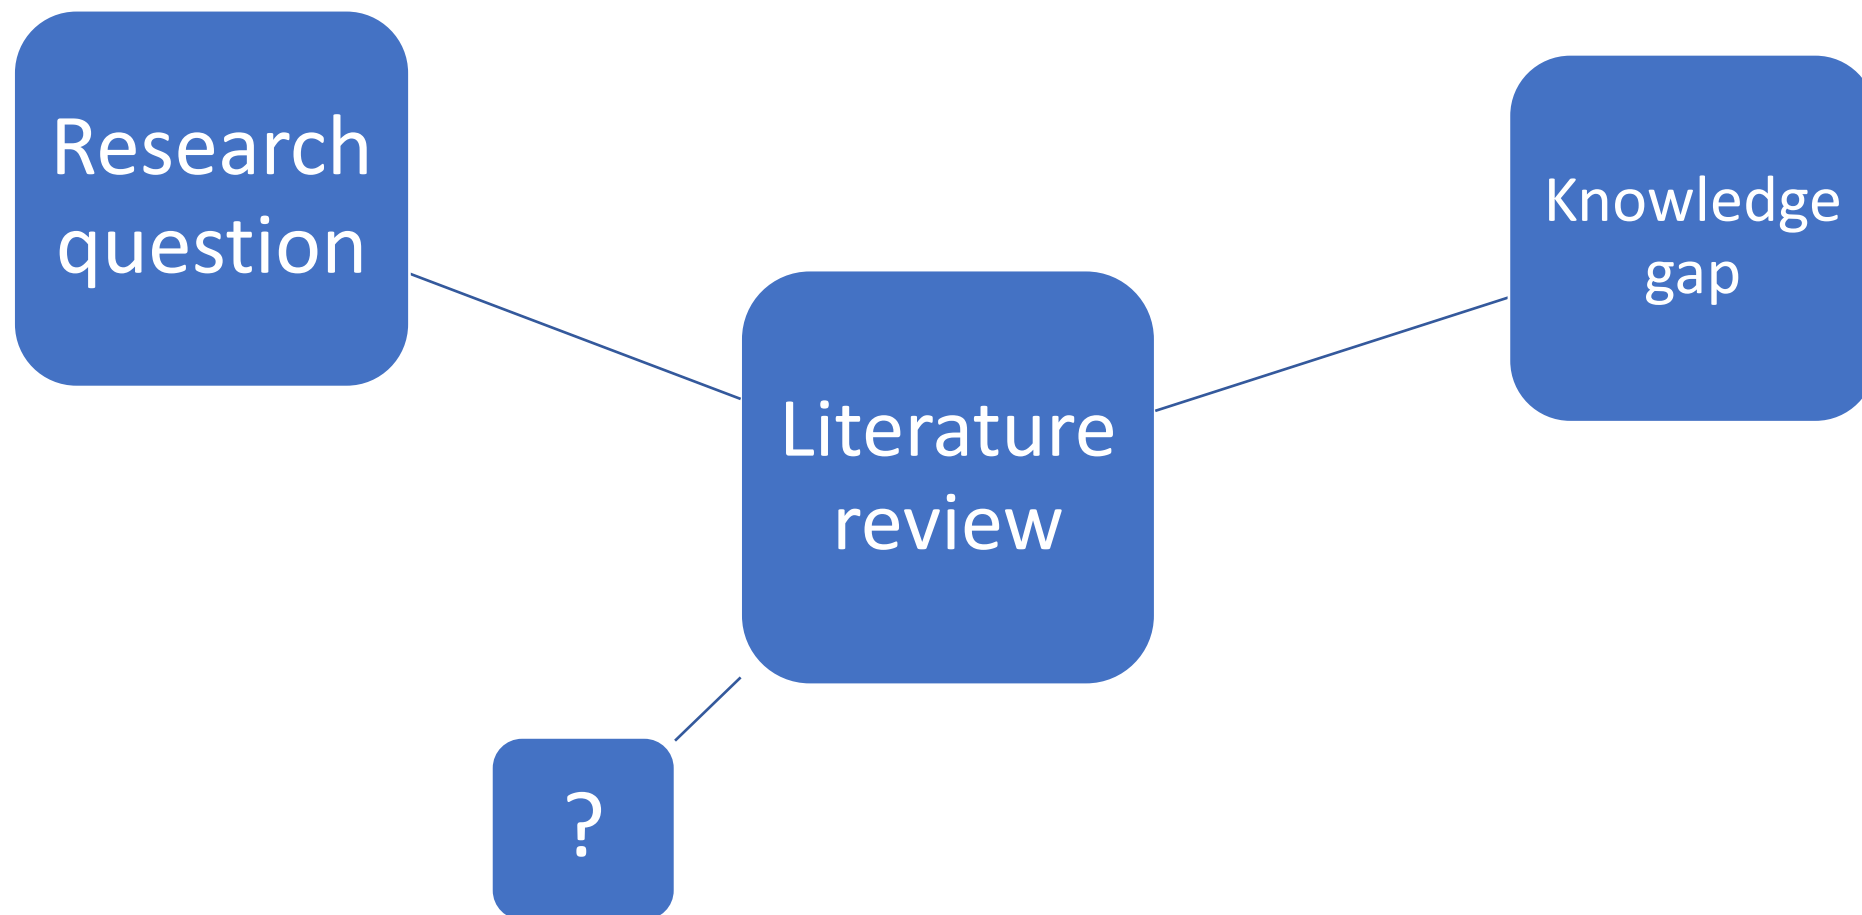 Research
question
Knowledge
gap
Literature
review
?